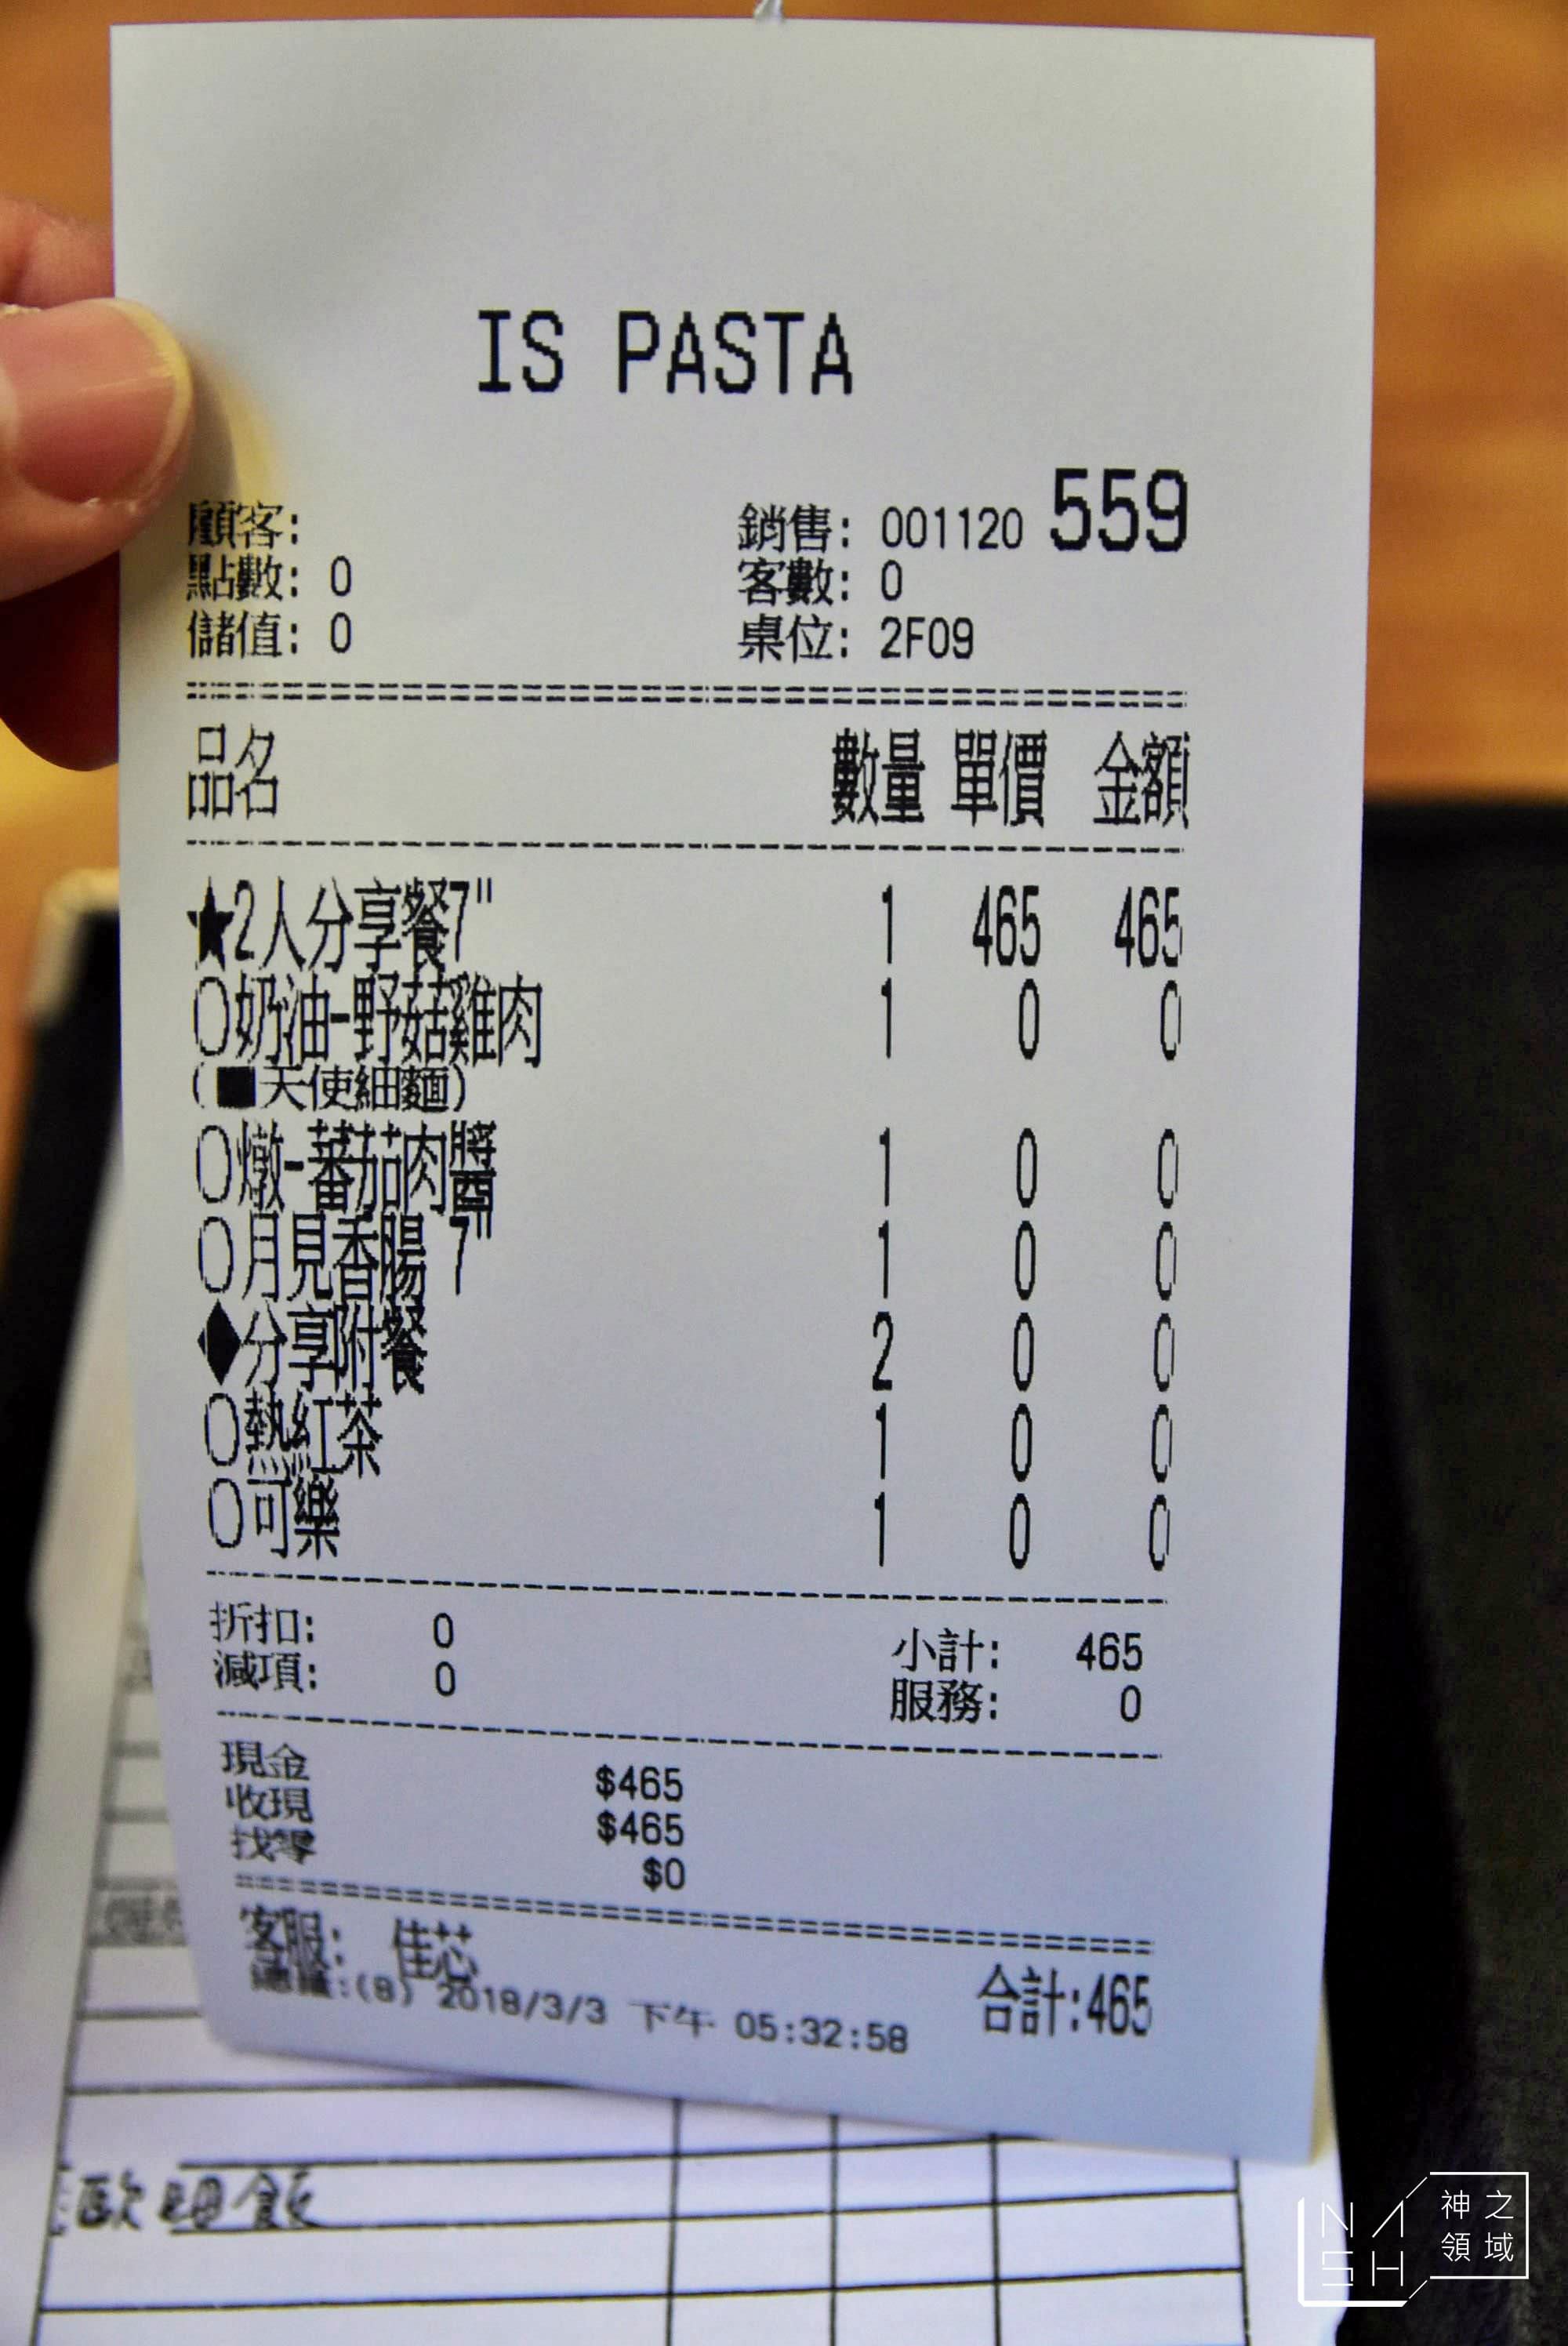 IS PASTA
顧客: 銷售: 001120 559
點數: 0 客數: 0
儲值: 0 桌位: 2F09
品名 數量 單價 金額
★2人分享餐7" 1 465 465
○奶油-野菇雞肉 1 0 0
(■天使細麵)
○燉-蕃茄肉醬 1 0 0
○月見香腸 7" 1 0 0
◆分享附餐 2 0 0
○熱紅茶 1 0 0
○可樂 1 0 0
折扣: 0 小計: 465
減項: 0 服務: 0
現金 $465
收現 $465
找零 $0
客服: 佳芯
:(8) 2018/3/3 下午 05:32:58 合計:465
歐姆飯
NASH 神之領域